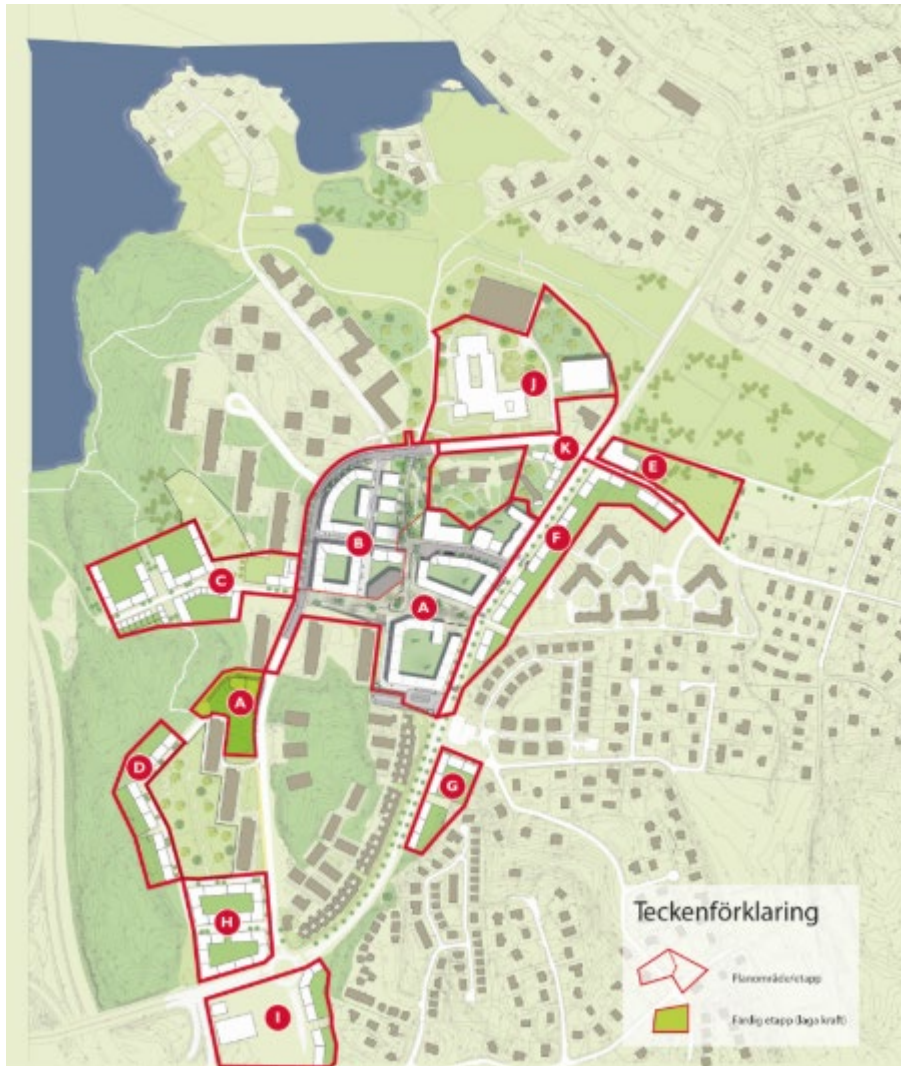 J
K
E
F
B
C
A
A
D
G
H
I
Teckenförklaring
Planområde/etapp
Färdig etapp (laga kraft)